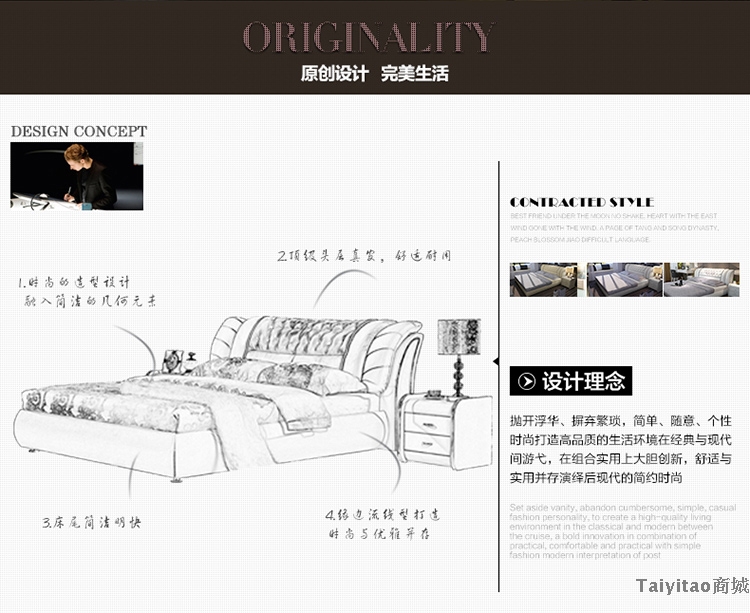 ORIGINALITY
原创设计 完美生活
DESIGN CONCEPT
1.时尚的造型设计
融入简洁的几何元素
2.顶级头层真皮，舒适耐用
3.床尾简洁明快
4.缘边流线型打造
时尚与优雅并存
CONTRACTED STYLE
BEST FRIEND UNDER THE MOON NO SHAKE, HEART WITH THE EAST
WIND GONE WITH THE WIND. A PAGE OF TANG AND SONG DYNASTY,
PEACH BLOSSOM JIAO DIFFICULT LANGUAGE.
设计理念
抛开浮华、摒弃繁琐，简单、随意、个性
时尚打造高品质的生活环境在经典与现代
间游弋，在组合实用上大胆创新，舒适与
实用并存演绎后现代的简约时尚
Set aside vanity, abandon cumbersome, simple, casual
fashion personality, to create a high-quality living
environment in the classical and modern between
the cruise, a bold innovation in combination of
practical, comfortable and practical with simple
fashion modern interpretation of post
Taiyitao商城